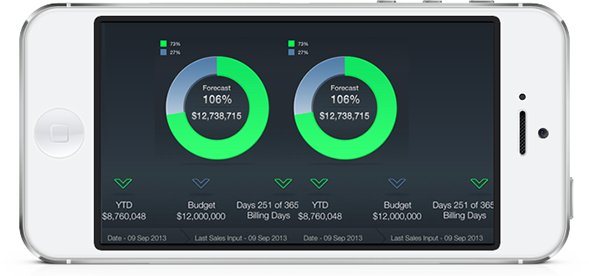 73%
27%
73%
27%
Forecast
106%
$12,738,715
Forecast
106%
$12,738,715
YTD
$8,760,048
Budget
$12,000,000
Days 251 of 365
Billing Days
YTD
$8,760,048
Budget
$12,000,000
Days 251 of 365
Billing Days
Date - 09 Sep 2013
Last Sales Input - 09 Sep 2013
Date - 09 Sep 2013
Last Sales Input - 09 Sep 2013